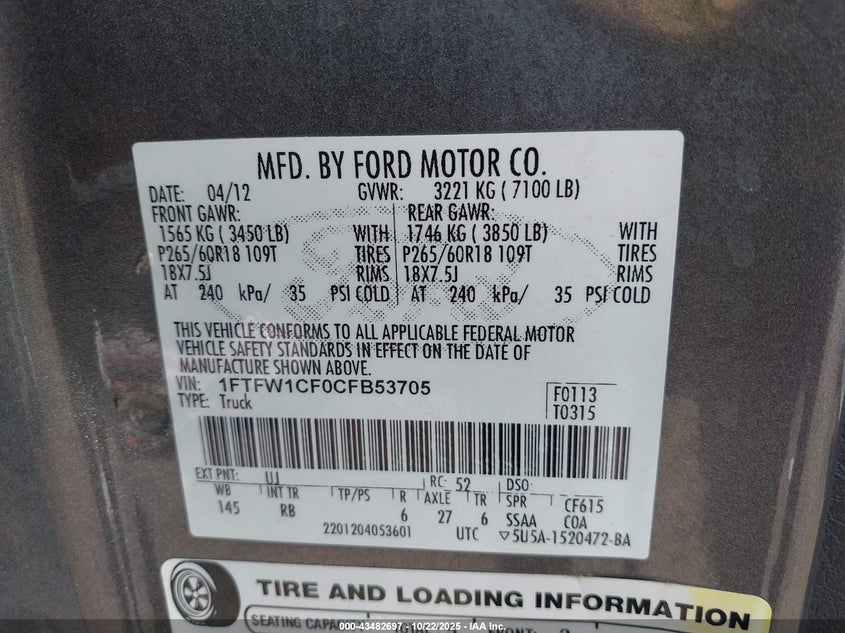 MFD. BY FORD MOTOR CO.
DATE: 04/12 GVWR: 3221 KG ( 7100 LB)
FRONT GAWR: REAR GAWR:
1565 KG ( 3450 LB) WITH 1746 KG ( 3850 LB) WITH
P265/60R18 109T TIRES P265/60R18 109T TIRES
18X7.5J RIMS 18X7.5J RIMS
AT 240 kPa/ 35 PSI COLD AT 240 kPa/ 35 PSI COLD
THIS VEHICLE CONFORMS TO ALL APPLICABLE FEDERAL MOTOR
VEHICLE SAFETY STANDARDS IN EFFECT ON THE DATE OF
MANUFACTURE SHOWN ABOVE.
VIN: 1FTFW1CF0CFB53705 F0113
TYPE: Truck T0315
EXT PNT: UJ RC: 52 DSO:
WB INT TR TP/PS R AXLE TR SPR CF615
145 RB 6 27 6 SSAA COA
2201204053601 UTC ▽5U5A-1520472-BA
TIRE AND LOADING INFORMATION
SEATING
000-43482697 - 10/22/2025 - IAA Inc.